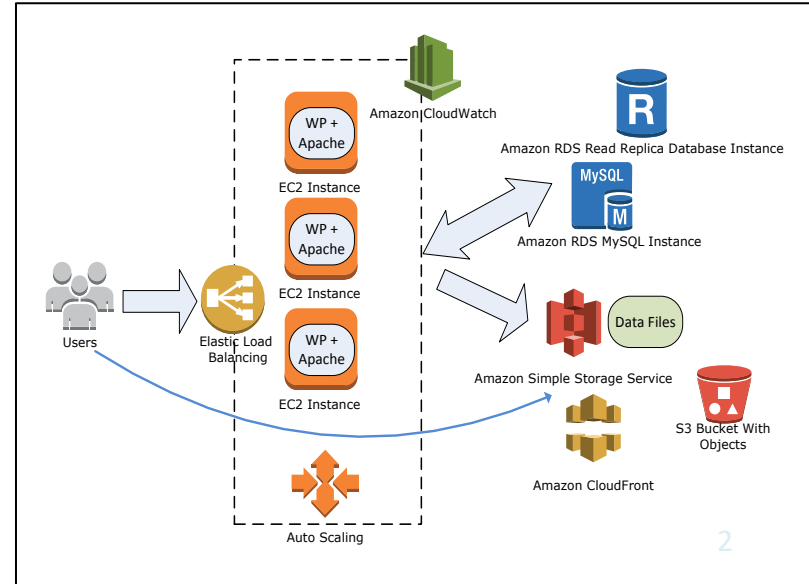 Amazon CloudWatch
WP +
Apache
EC2 Instance
WP +
Apache
EC2 Instance
WP +
Apache
EC2 Instance
Users
Elastic Load
Balancing
Auto Scaling
R
Amazon RDS Read Replica Database Instance
MySQL
M
Amazon RDS MySQL Instance
Data Files
Amazon Simple Storage Service
S3 Bucket With
Objects
Amazon CloudFront
2